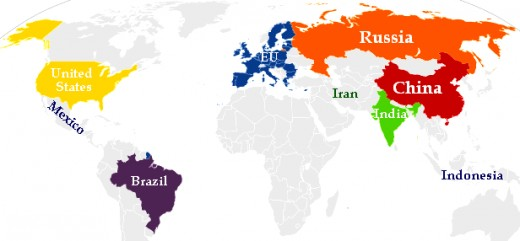 Russia
EU
United
States
China
Iran
India
Mexico
Indonesia
Brazil